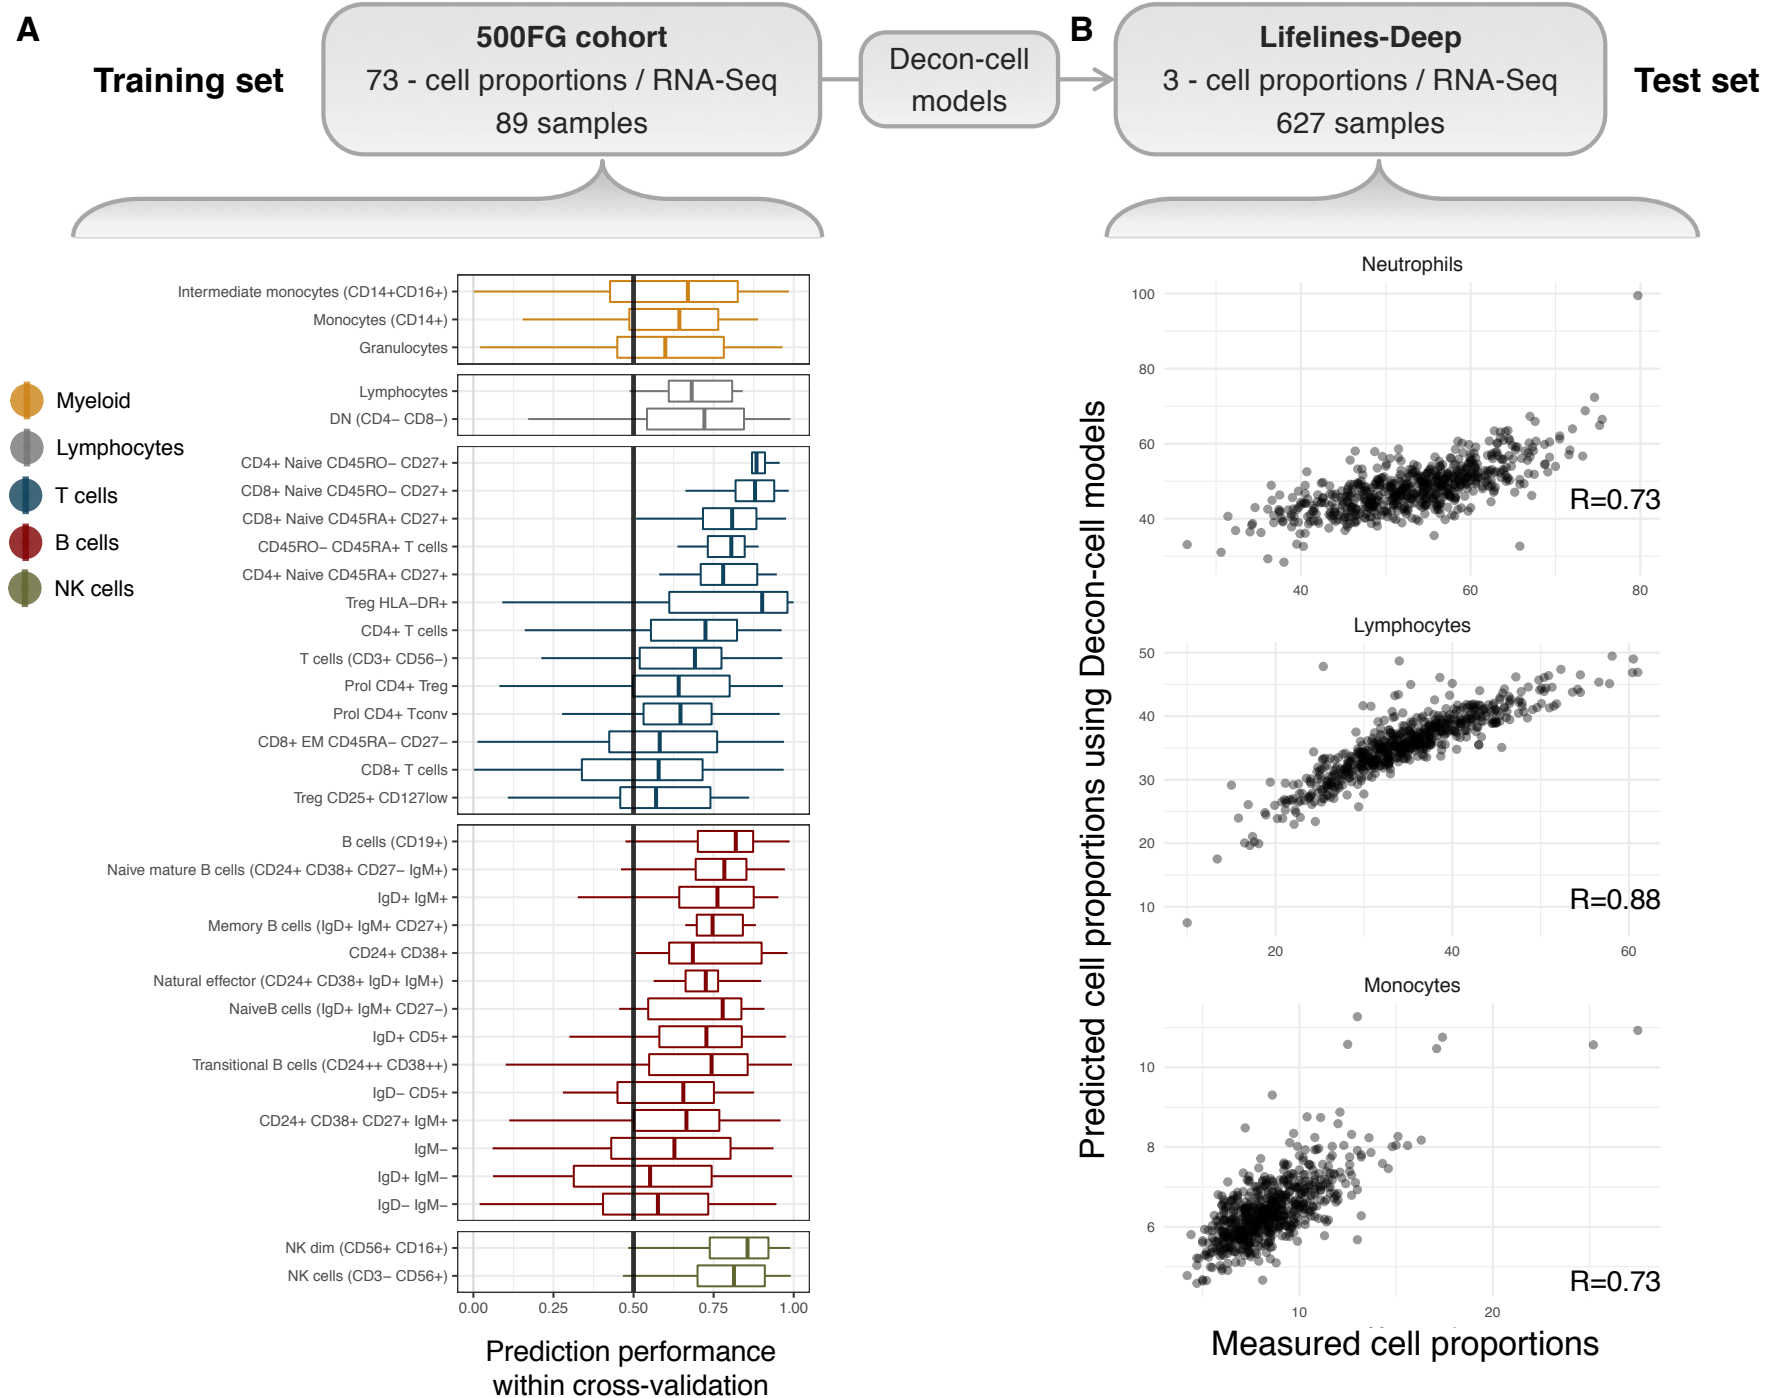 A
Training set
500FG cohort
73 - cell proportions / RNA-Seq
89 samples
Decon-cell
models
B
Lifelines-Deep
3 - cell proportions / RNA-Seq
627 samples
Test set
Myeloid
Lymphocytes
T cells
B cells
NK cells
Intermediate monocytes (CD14+CD16+)
Monocytes (CD14+)
Granulocytes
Lymphocytes
DN (CD4− CD8−)
CD4+ Naive CD45RO− CD27+
CD8+ Naive CD45RO− CD27+
CD8+ Naive CD45RA+ CD27+
CD45RO− CD45RA+ T cells
CD4+ Naive CD45RA+ CD27+
Treg HLA−DR+
CD4+ T cells
T cells (CD3+ CD56−)
Prol CD4+ Treg
Prol CD4+ Tconv
CD8+ EM CD45RA− CD27−
CD8+ T cells
Treg CD25+ CD127low
B cells (CD19+)
Naive mature B cells (CD24+ CD38+ CD27− IgM+)
IgD+ IgM+
Memory B cells (IgD+ IgM+ CD27+)
CD24+ CD38+
Natural effector (CD24+ CD38+ IgD+ IgM+)
NaiveB cells (IgD+ IgM+ CD27−)
IgD+ CD5+
Transitional B cells (CD24++ CD38++)
IgD− CD5+
CD24+ CD38+ CD27+ IgM+
IgM−
IgD+ IgM−
IgD− IgM−
NK dim (CD56+ CD16+)
NK cells (CD3− CD56+)
0.00 0.25 0.50 0.75 1.00
Prediction performance
within cross-validation
Predicted cell proportions using Decon-cell models
Neutrophils
100
80
60
40
R=0.73
40 60 80
Lymphocytes
50
40
30
20
10
R=0.88
20 40 60
Monocytes
10
8
6
R=0.73
10 20
Measured cell proportions